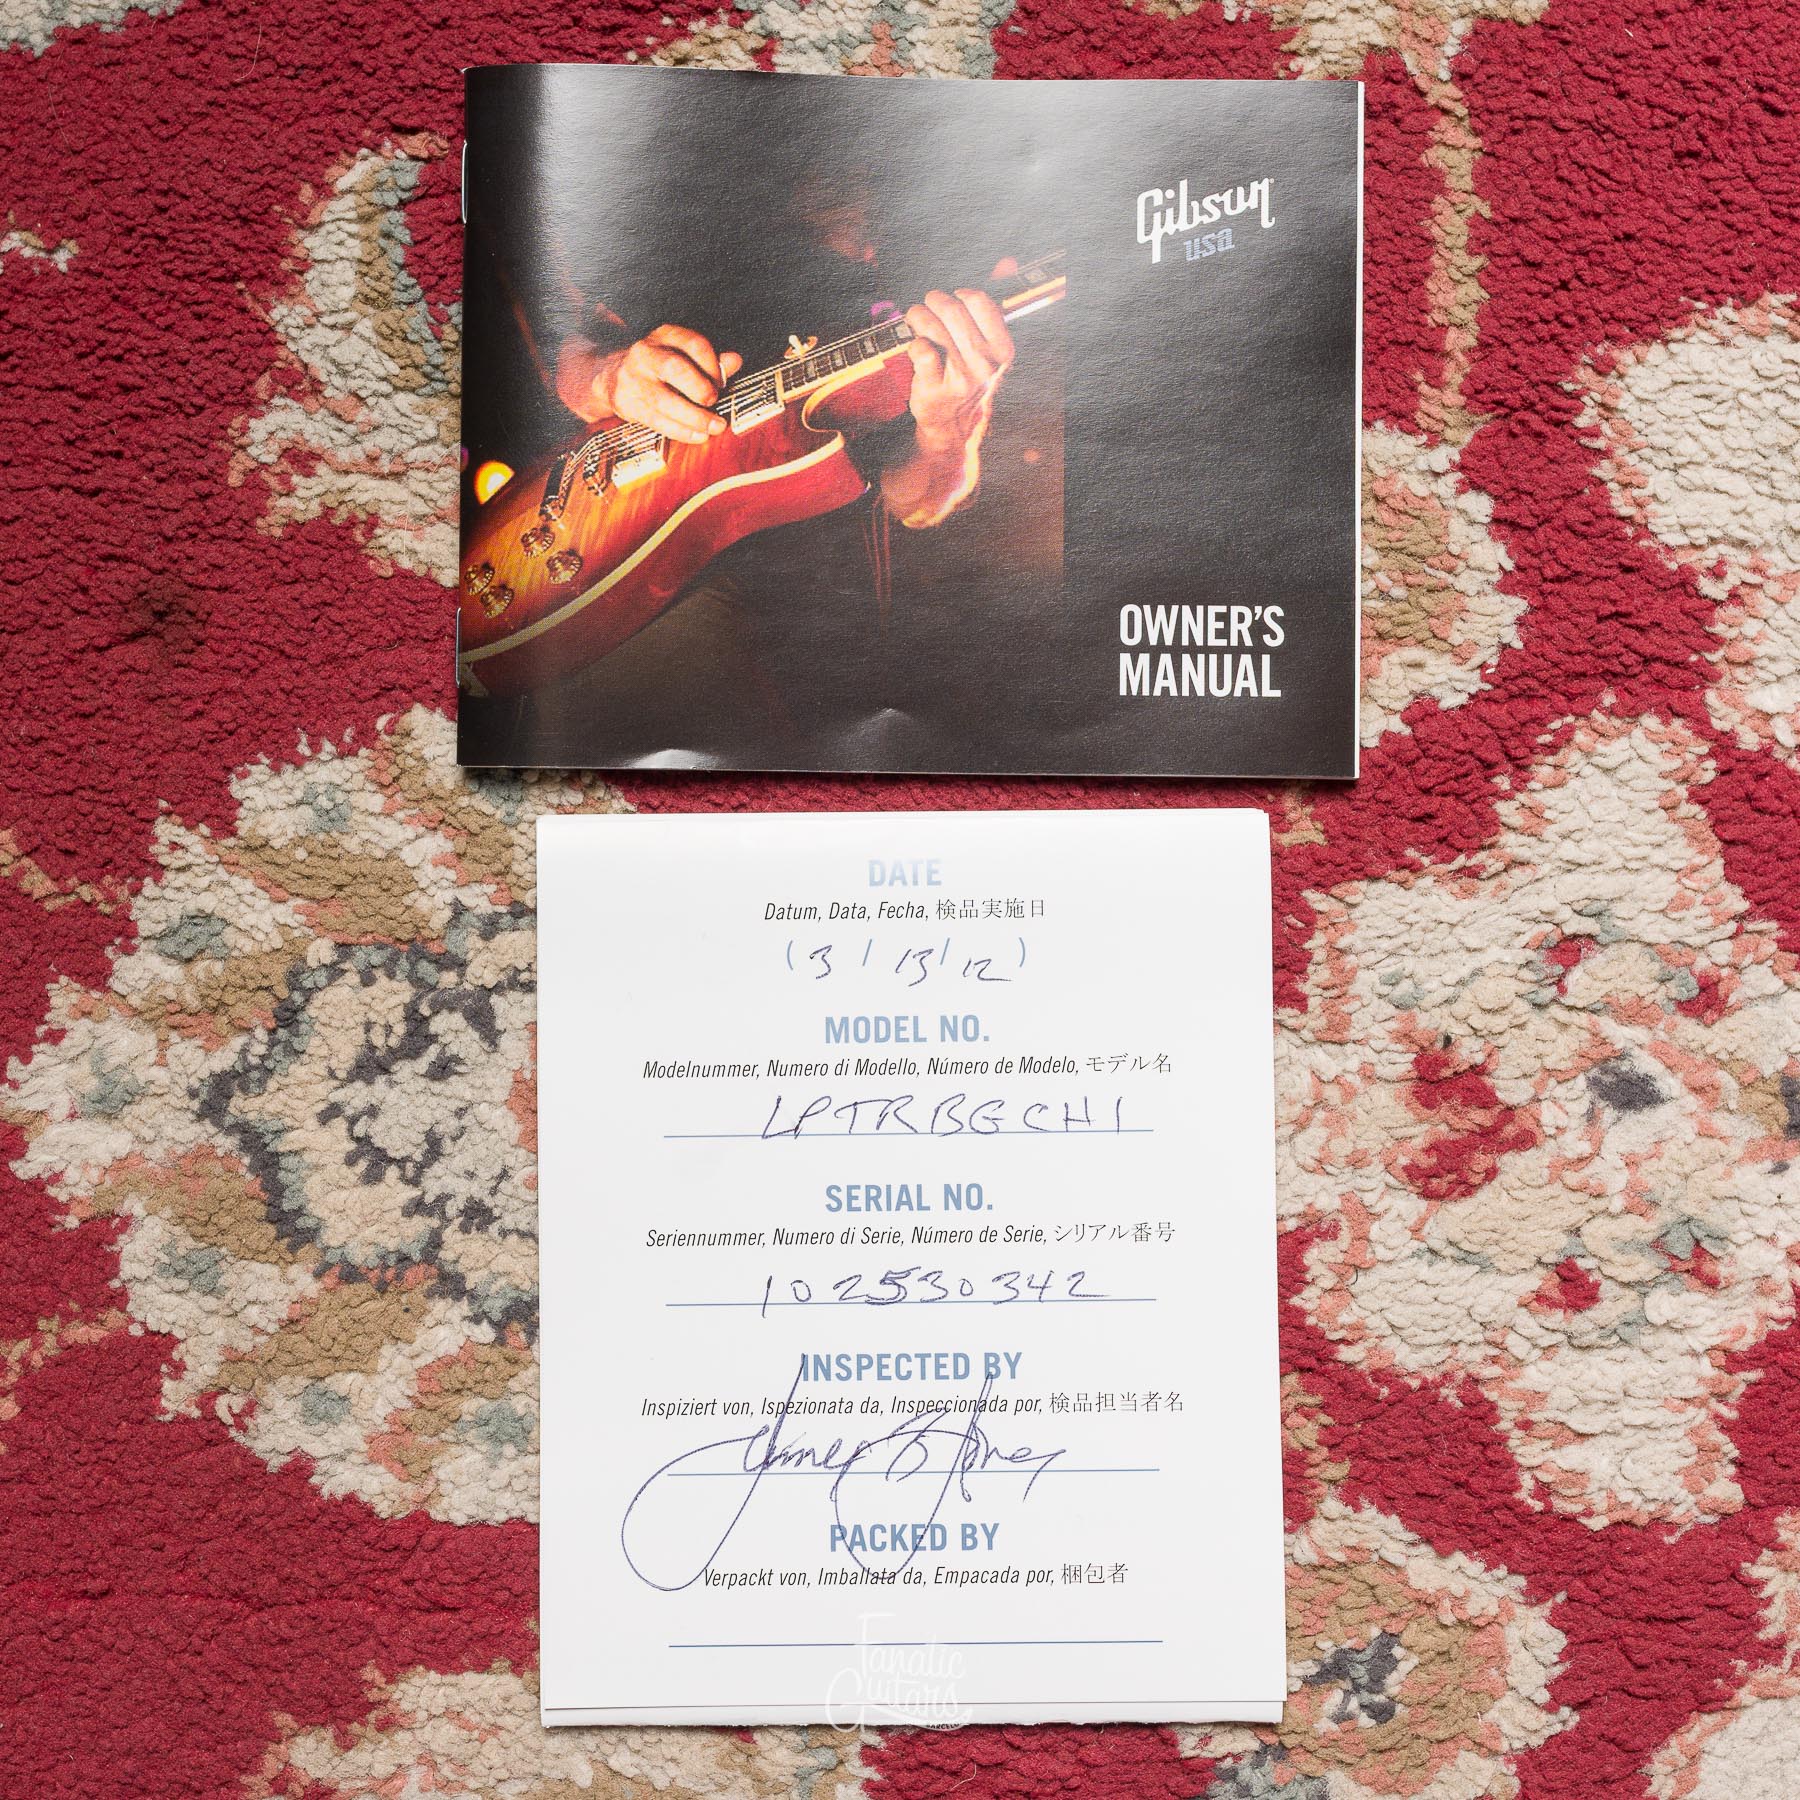 Gibson
usa
OWNER'S
MANUAL
DATE
Datum, Data, Fecha, 検品実施日
( 3 / 13 / 12 )
MODEL NO.
Modelnummer, Numero di Modello, Número de Modelo, モデル名
LPTRBGCH1
SERIAL NO.
Seriennummer, Numero di Serie, Número de Serie, シリアル番号
102530342
INSPECTED BY
Inspiziert von, Ispezionata da, Inspeccionada por, 検品担当者名
James B Jones
PACKED BY
Verpackt von, Imballata da, Empacada por, 梱包者
Fanatic
Guitars